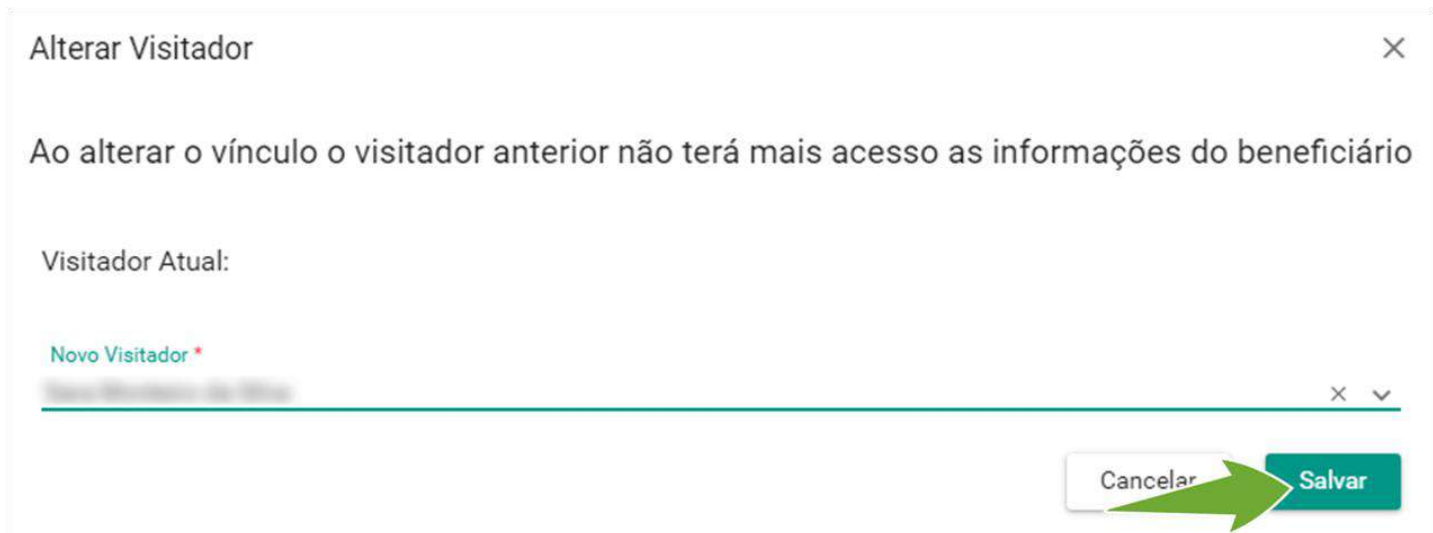 Alterar Visitador
Ao alterar o vínculo o visitador anterior não terá mais acesso as informações do beneficiário
Visitador Atual:
Novo Visitador *
Cancelar
Salvar